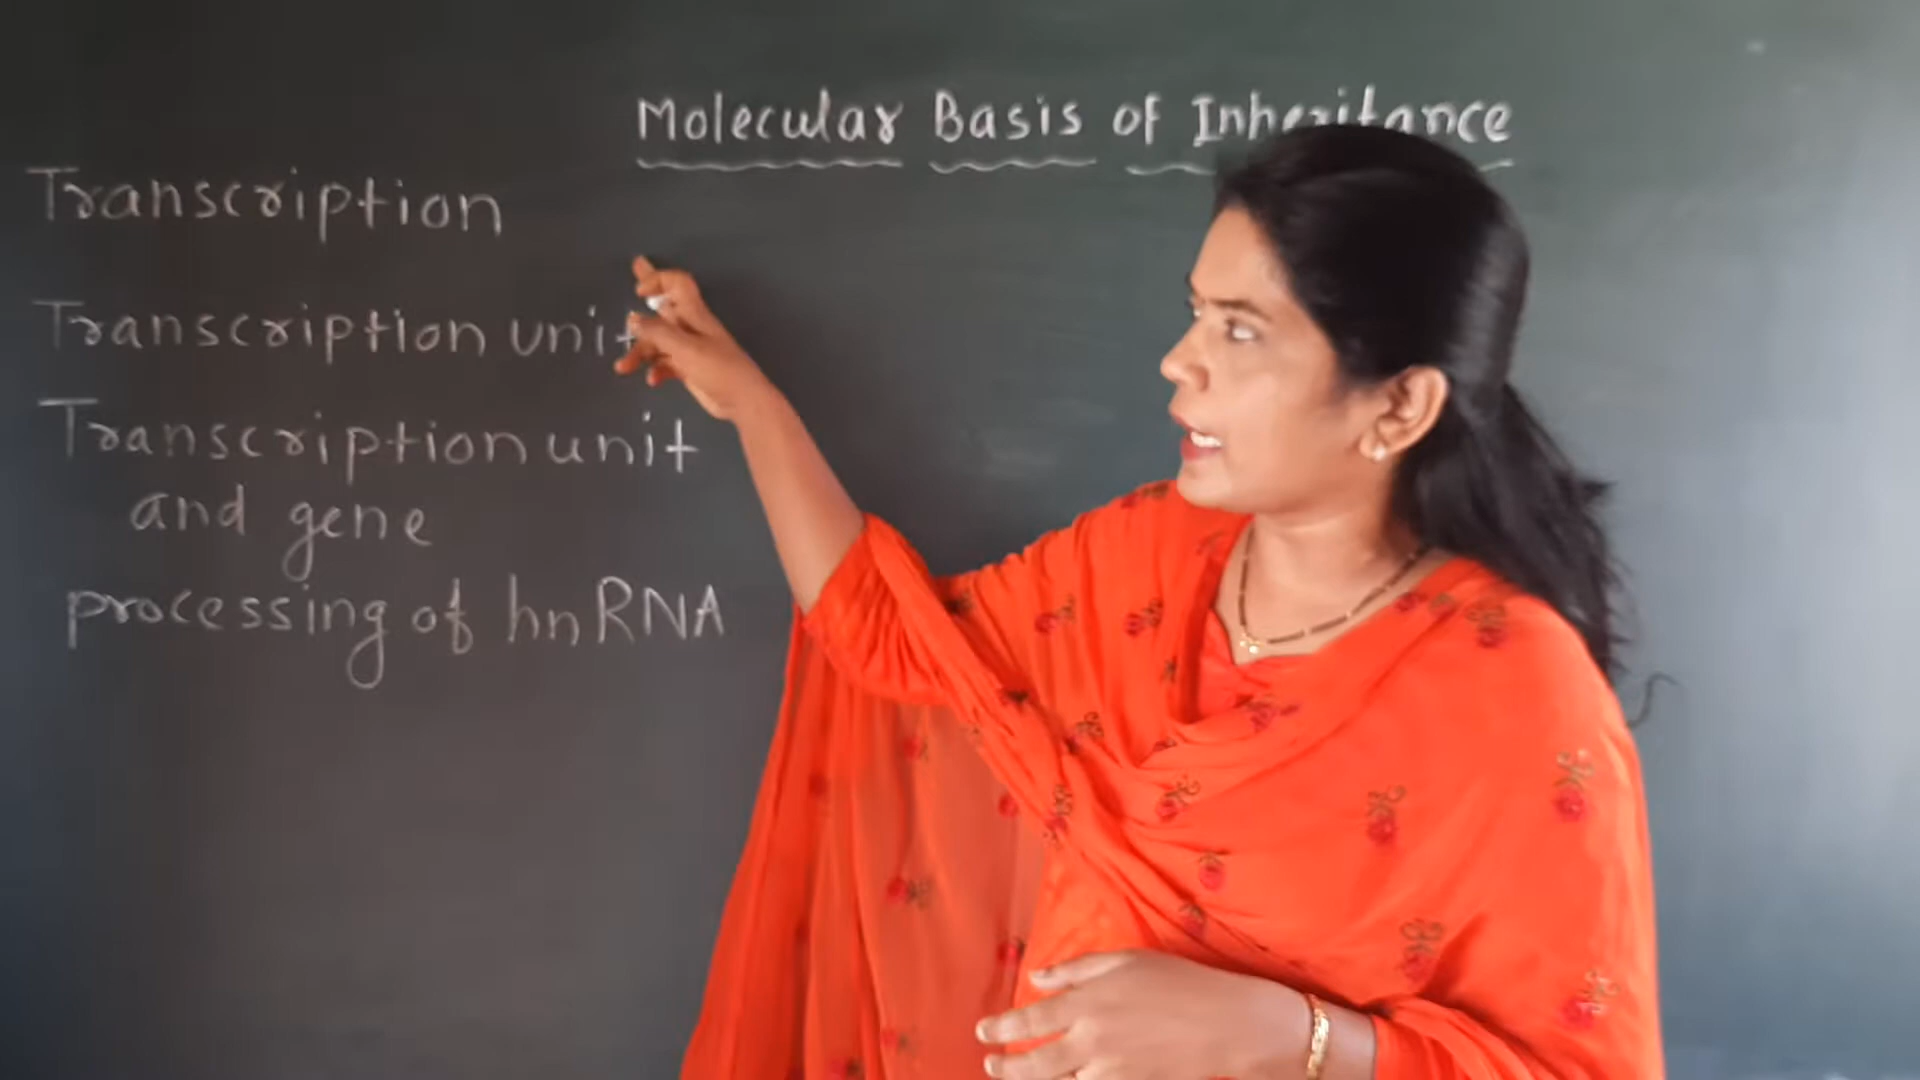 Molecular Basis of Inheritance
Transcription
Transcription unit
Transcription unit
and gene
processing of hnRNA